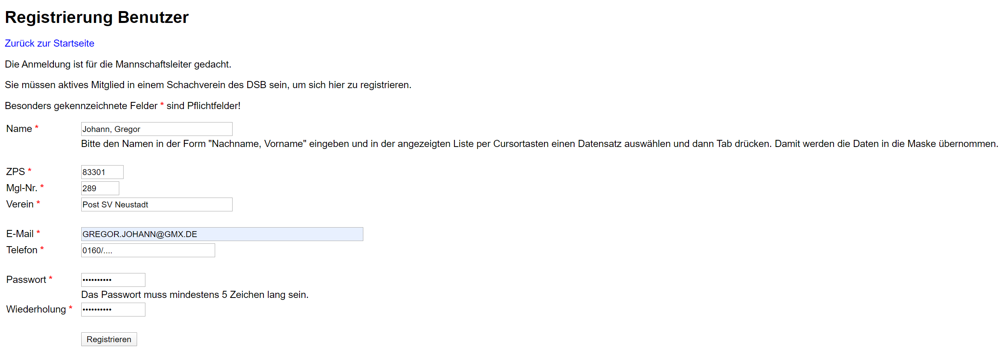 Registrierung Benutzer
Zurück zur Startseite
Die Anmeldung ist für die Mannschaftsleiter gedacht.
Sie müssen aktives Mitglied in einem Schachverein des DSB sein, um sich hier zu registrieren.
Besonders gekennzeichnete Felder * sind Pflichtfelder!
Name * Johann, Gregor
Bitte den Namen in der Form "Nachname, Vorname" eingeben und in der angezeigten Liste per Cursortasten einen Datensatz auswählen und dann Tab drücken. Damit werden die Daten in die Maske übernommen.
ZPS * 83301
Mgl-Nr. * 289
Verein * Post SV Neustadt
E-Mail * GREGOR.JOHANN@GMX.DE
Telefon * 0160/....
Passwort * ••••••••••
Das Passwort muss mindestens 5 Zeichen lang sein.
Wiederholung * ••••••••••
Registrieren